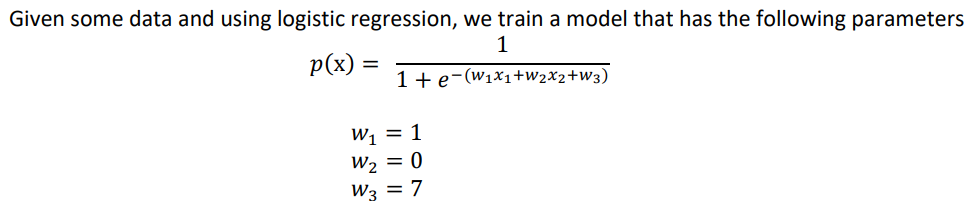 Given some data and using logistic regression, we train a model that has the following parameters
p(x) = 1 / 1 + e^−(w₁x₁+w₂x₂+w₃)
w₁ = 1
w₂ = 0
w₃ = 7